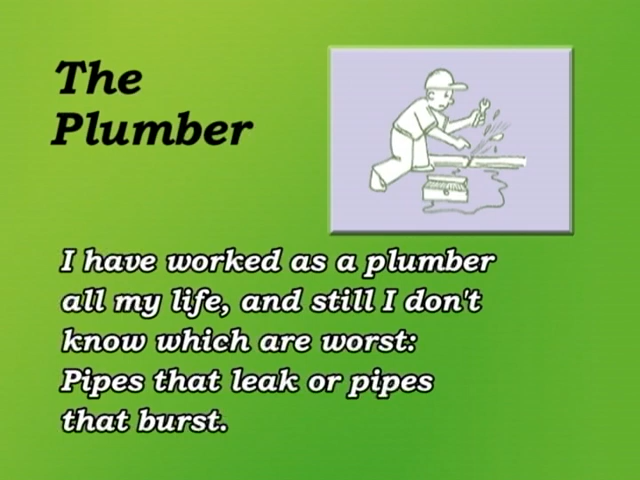 The
Plumber
I have worked as a plumber
all my life, and still I don't
know which are worst:
Pipes that leak or pipes
that burst.